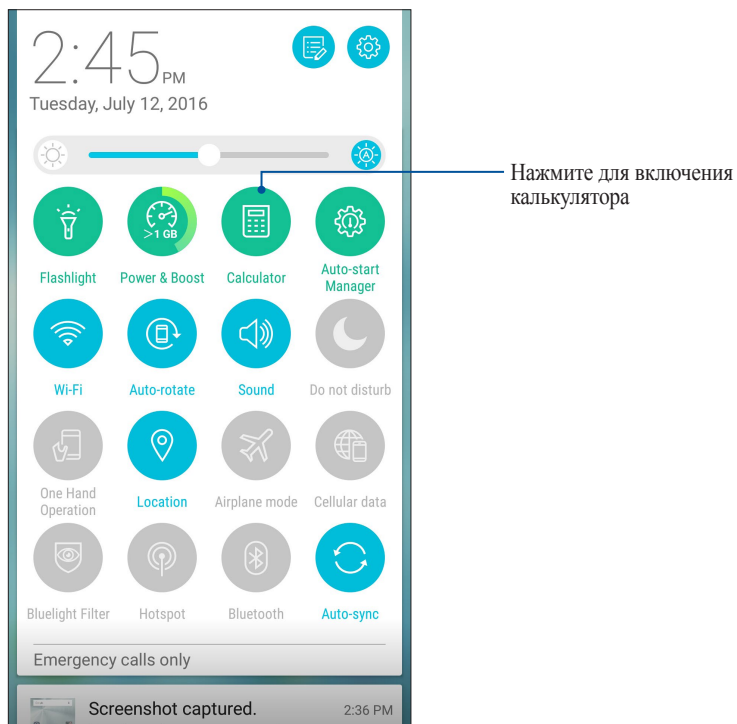 2:45 PM
Tuesday, July 12, 2016
A
Нажмите для включения
калькулятора
>1 GB
Flashlight
Power & Boost
Calculator
Auto-start
Manager
Wi-Fi
Auto-rotate
Sound
Do not disturb
One Hand
Operation
Location
Airplane mode
Cellular data
Bluelight Filter
Hotspot
Bluetooth
Auto-sync
Emergency calls only
Screenshot captured.
2:36 PM